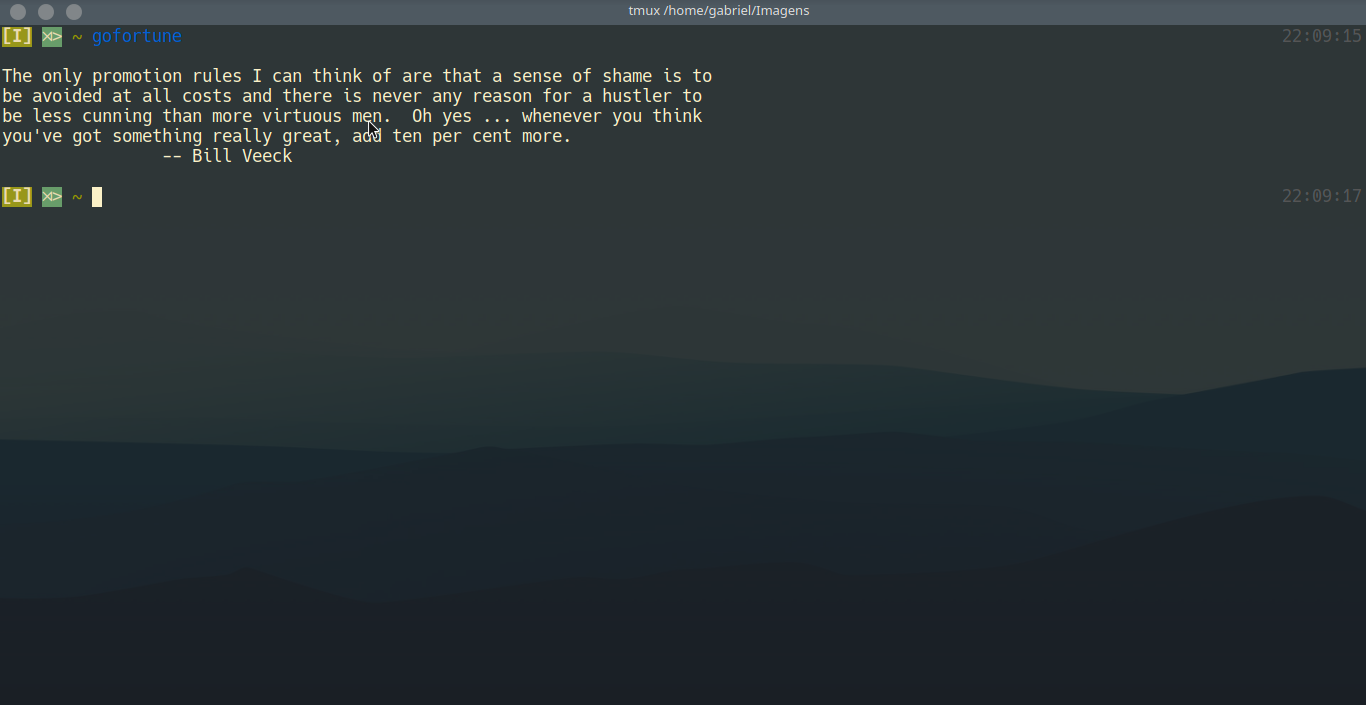 tmux /home/gabriel/Imagens
[I] ⋊> ~ gofortune 22:09:15
The only promotion rules I can think of are that a sense of shame is to
be avoided at all costs and there is never any reason for a hustler to
be less cunning than more virtuous men.  Oh yes ... whenever you think
you've got something really great, add ten per cent more.
-- Bill Veeck
[I] ⋊> ~ 22:09:17